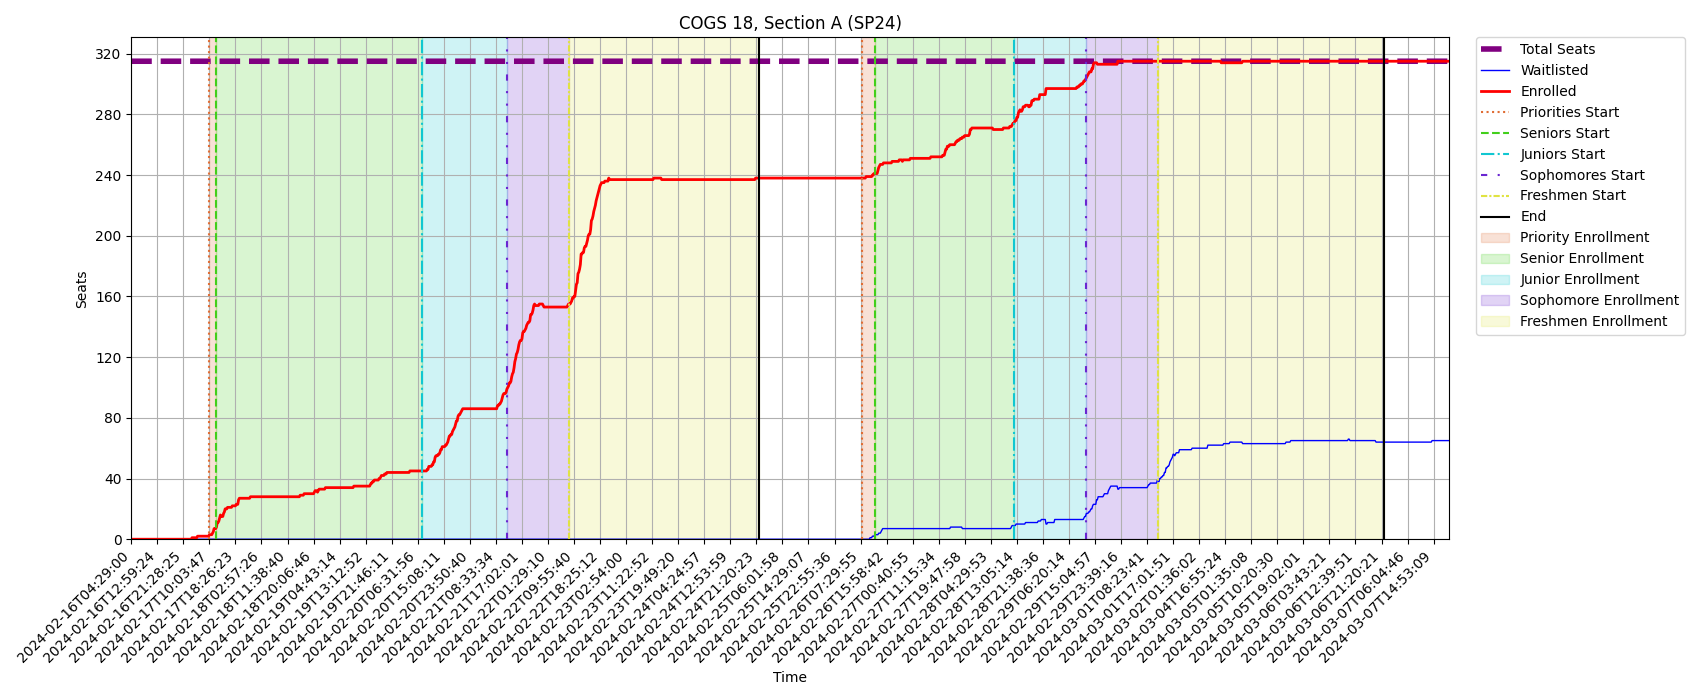 COGS 18, Section A (SP24)
Seats
320
280
240
200
160
120
80
40
0
2024-02-16T04:29:00
2024-02-16T12:59:24
2024-02-16T21:28:25
2024-02-17T10:03:47
2024-02-17T18:26:23
2024-02-18T02:57:26
2024-02-18T11:38:40
2024-02-18T20:06:46
2024-02-19T04:43:14
2024-02-19T13:12:52
2024-02-19T21:46:11
2024-02-20T06:31:56
2024-02-20T15:08:11
2024-02-20T23:50:40
2024-02-21T08:33:34
2024-02-21T17:02:01
2024-02-22T01:29:10
2024-02-22T09:55:40
2024-02-22T18:25:12
2024-02-23T02:54:00
2024-02-23T11:22:52
2024-02-23T19:49:20
2024-02-24T04:24:57
2024-02-24T12:53:59
2024-02-24T21:20:23
2024-02-25T06:01:58
2024-02-25T14:29:07
2024-02-25T22:55:36
2024-02-26T07:29:55
2024-02-26T15:58:42
2024-02-27T00:40:55
2024-02-27T11:15:34
2024-02-27T19:47:58
2024-02-28T04:29:53
2024-02-28T13:05:14
2024-02-28T21:38:36
2024-02-29T06:20:14
2024-02-29T15:04:57
2024-02-29T23:39:16
2024-03-01T08:23:41
2024-03-01T17:01:51
2024-03-02T01:36:02
2024-03-04T16:55:24
2024-03-05T01:35:08
2024-03-05T10:20:30
2024-03-05T19:02:01
2024-03-06T03:43:21
2024-03-06T12:39:51
2024-03-06T21:20:21
2024-03-07T06:04:46
2024-03-07T14:53:09
Time
Total Seats
Waitlisted
Enrolled
Priorities Start
Seniors Start
Juniors Start
Sophomores Start
Freshmen Start
End
Priority Enrollment
Senior Enrollment
Junior Enrollment
Sophomore Enrollment
Freshmen Enrollment